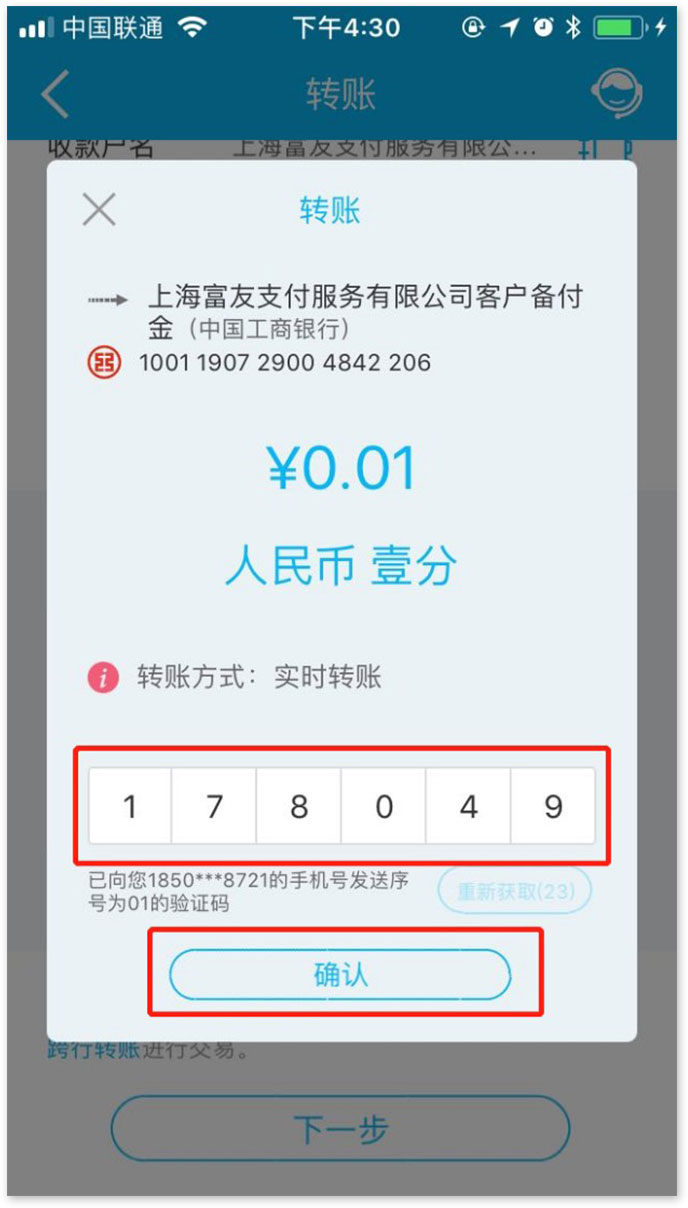 中国联通 下午4:30
转账
收款户名 上海富友支付服务有限公...
转账
上海富友支付服务有限公司客户备付
金（中国工商银行）
1001 1907 2900 4842 206
¥0.01
人民币 壹分
转账方式：实时转账
1 7 8 0 4 9
已向您1850***8721的手机号发送序
号为01的验证码
重新获取(23)
确认
跨行转账进行交易。
下一步